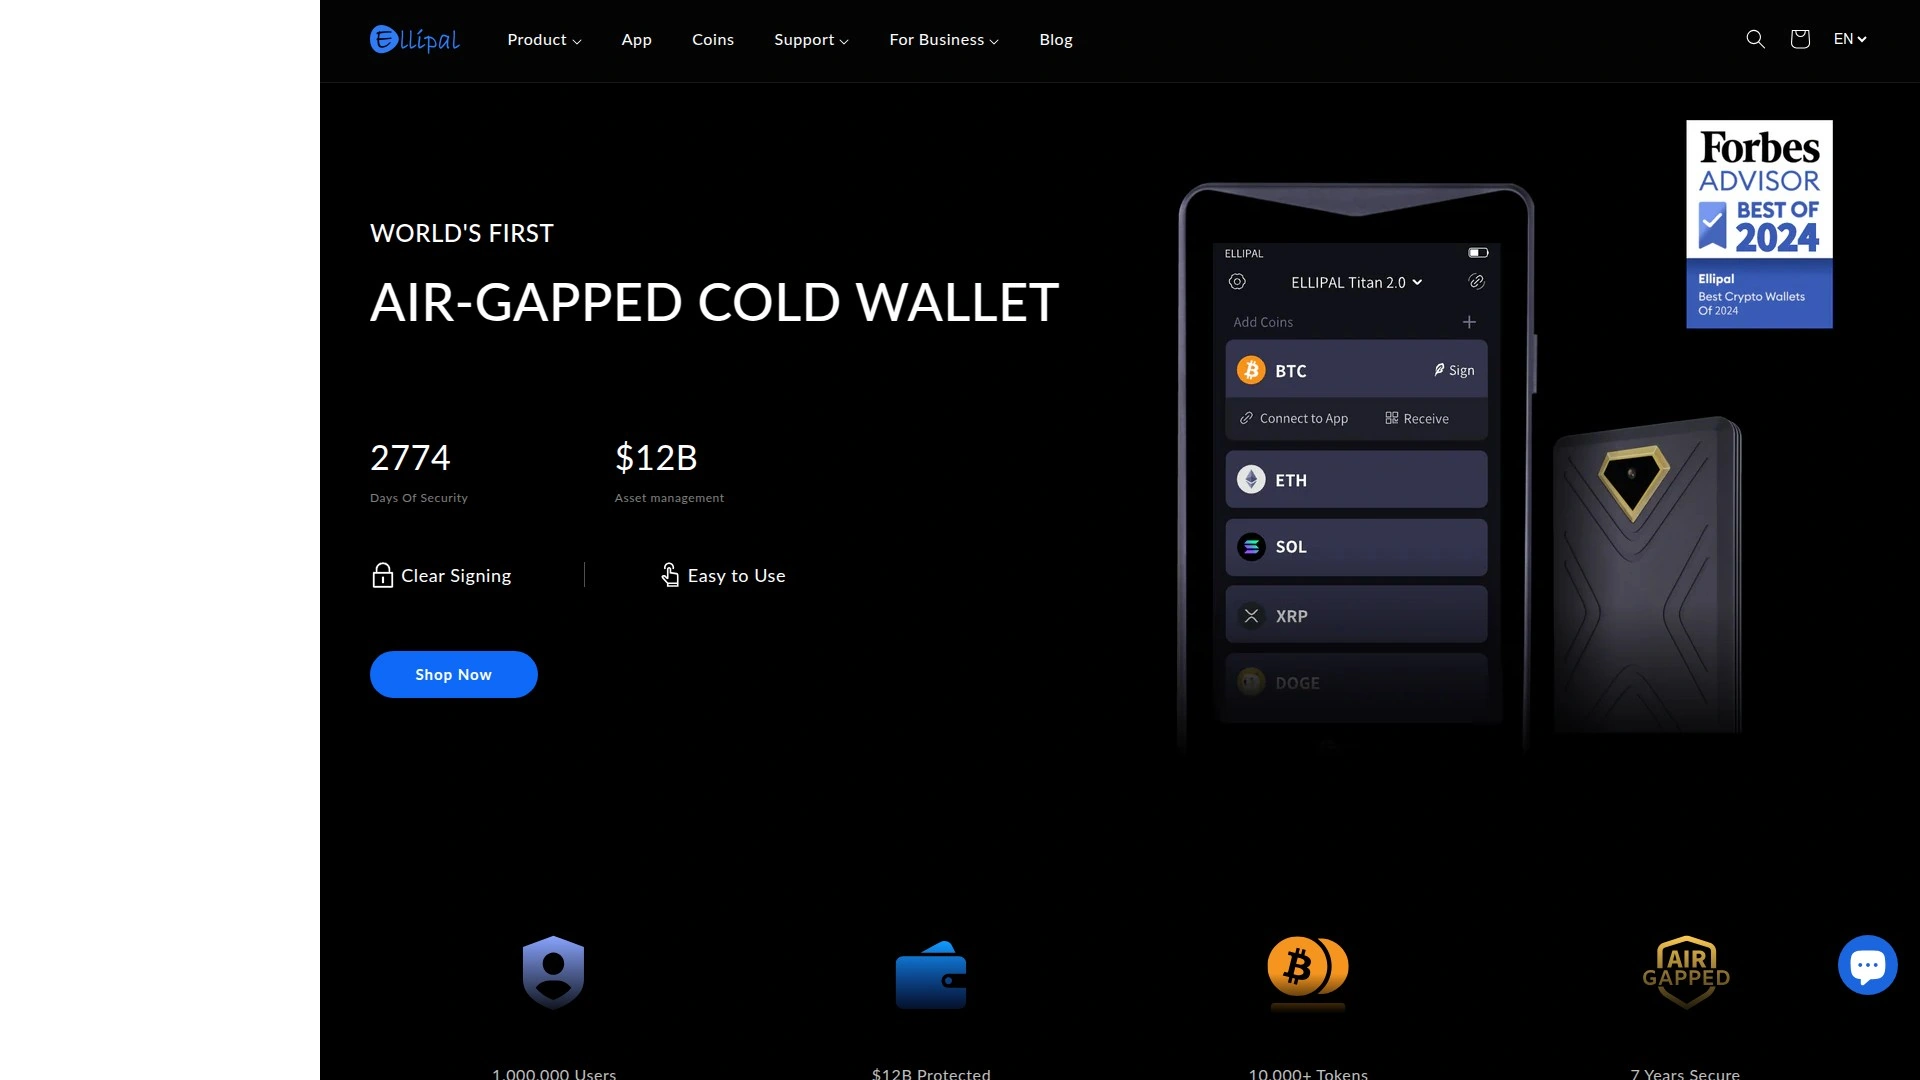 Ellipal
Product
App
Coins
Support
For Business
Blog
EN
WORLD'S FIRST
AIR-GAPPED COLD WALLET
2774
Days Of Security
$12B
Asset management
Clear Signing
Easy to Use
Shop Now
ELLIPAL
ELLIPAL Titan 2.0
Add Coins
BTC
Sign
Connect to App
Receive
ETH
SOL
XRP
DOGE
Forbes
ADVISOR
BEST OF
2024
Ellipal
Best Crypto Wallets
Of 2024
AIR
GAPPED
1,000,000 Users
$12B Protected
10,000+ Tokens
7 Years Secure